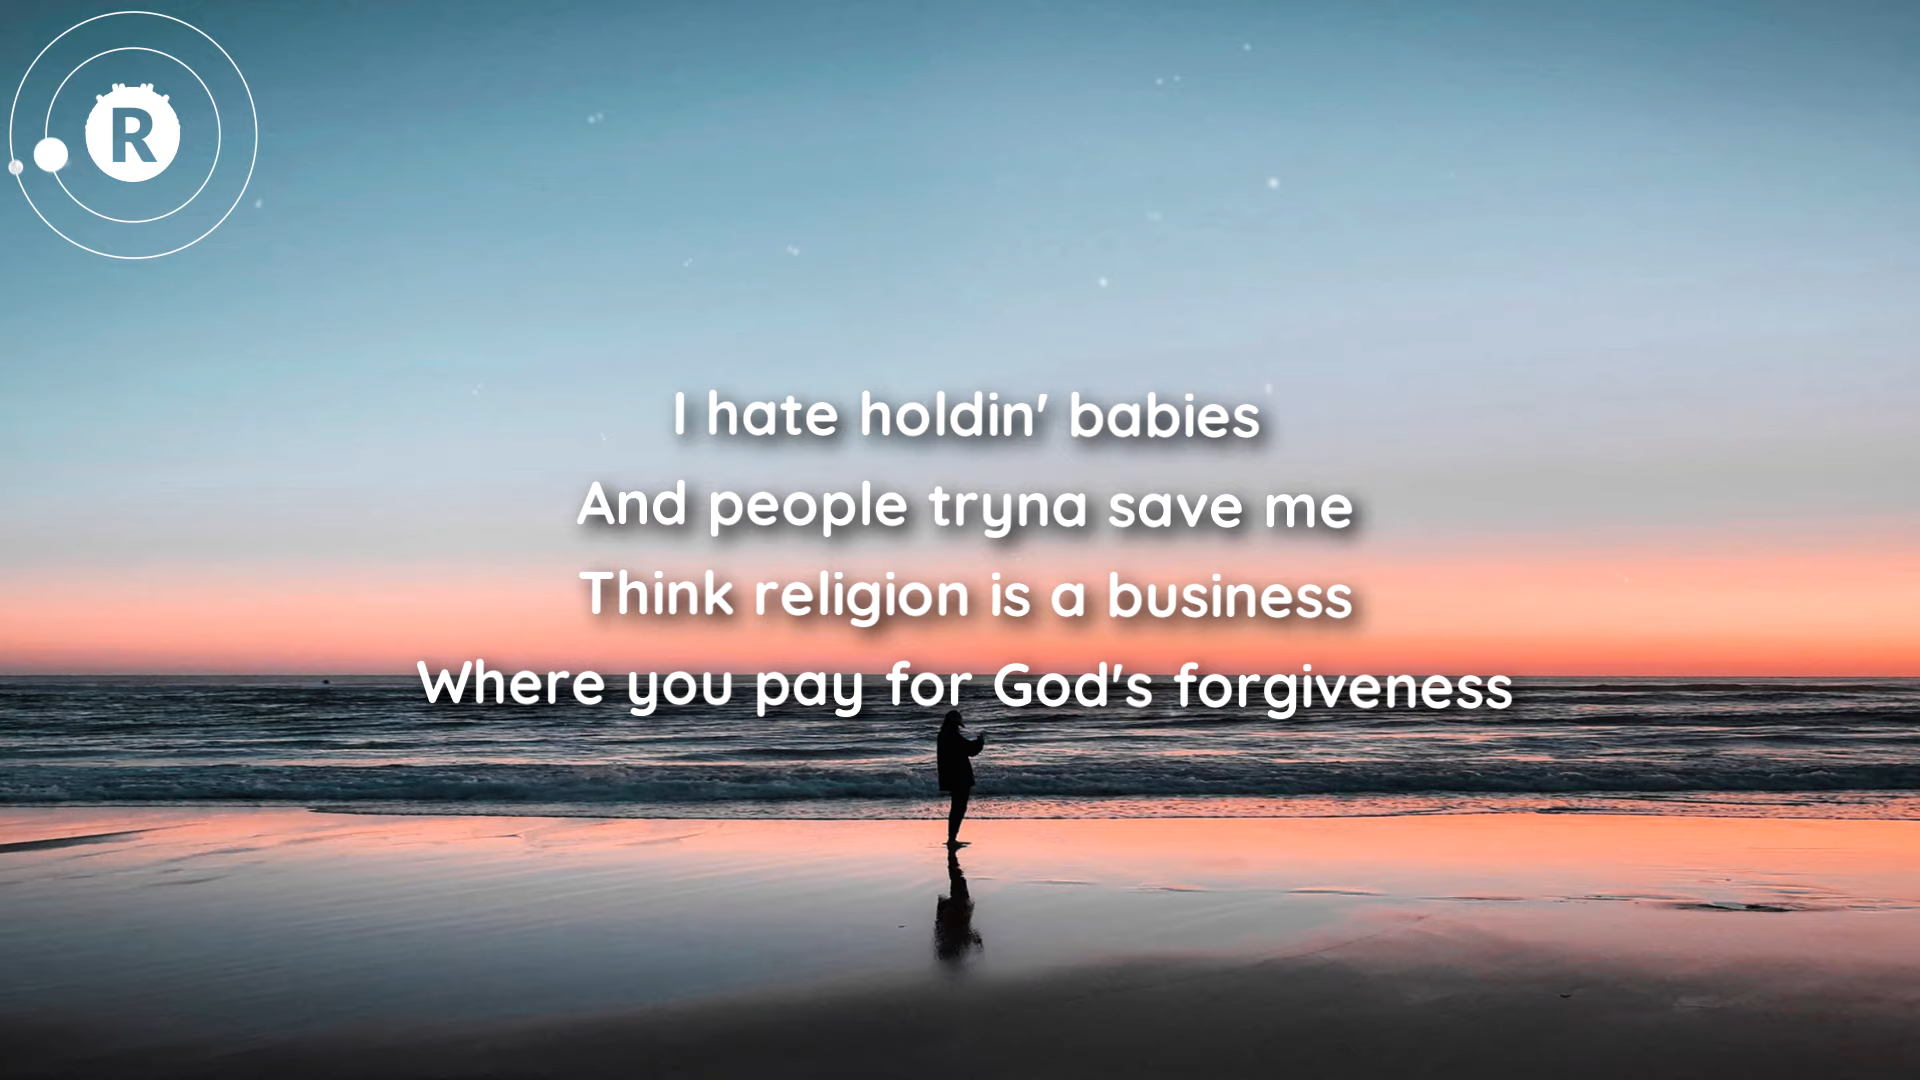 R
I hate holdin' babies
And people tryna save me
Think religion is a business
Where you pay for God's forgiveness